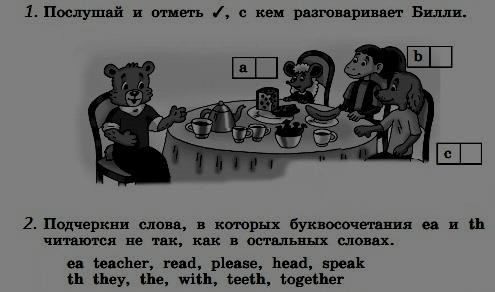 1. Послушай и отметь ✓, с кем разговаривает Билли.
a
b
c
2. Подчеркни слова, в которых буквосочетания ea и th
читаются не так, как в остальных словах.
ea teacher, read, please, head, speak
th they, the, with, teeth, together